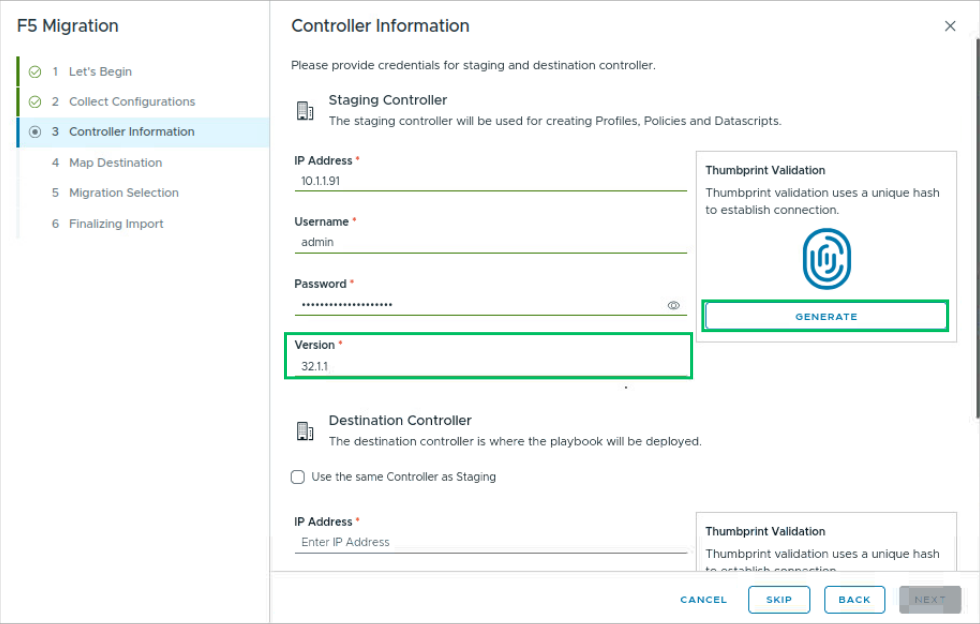 F5 Migration
1 Let's Begin
2 Collect Configurations
3 Controller Information
4 Map Destination
5 Migration Selection
6 Finalizing Import
Controller Information
Please provide credentials for staging and destination controller.
Staging Controller
The staging controller will be used for creating Profiles, Policies and Datascripts.
IP Address *
10.1.1.91
Username *
admin
Password *
••••••••••••••••••••
Version *
32.1.1
Thumbprint Validation
Thumbprint validation uses a unique hash
to establish connection.
GENERATE
Destination Controller
The destination controller is where the playbook will be deployed.
Use the same Controller as Staging
IP Address *
Enter IP Address
Thumbprint Validation
Thumbprint validation uses a unique hash
to establish connection.
CANCEL
SKIP
BACK
NEXT